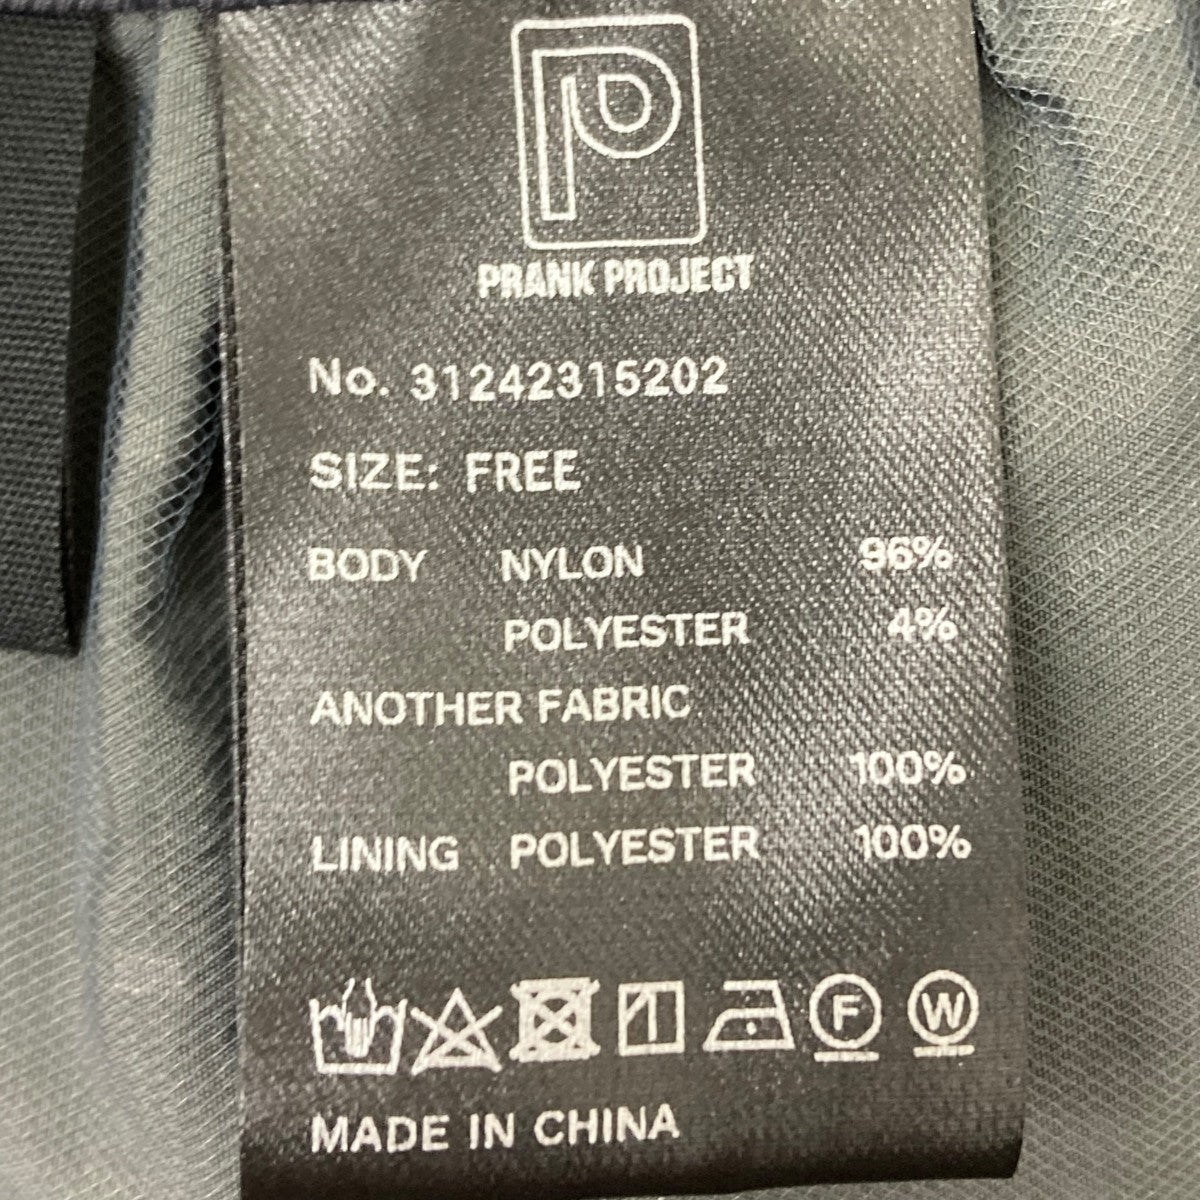 P
PRANK PROJECT
No. 31242315202
SIZE: FREE
BODY NYLON 96%
POLYESTER 4%
ANOTHER FABRIC
POLYESTER 100%
LINING POLYESTER 100%
F W
MADE IN CHINA